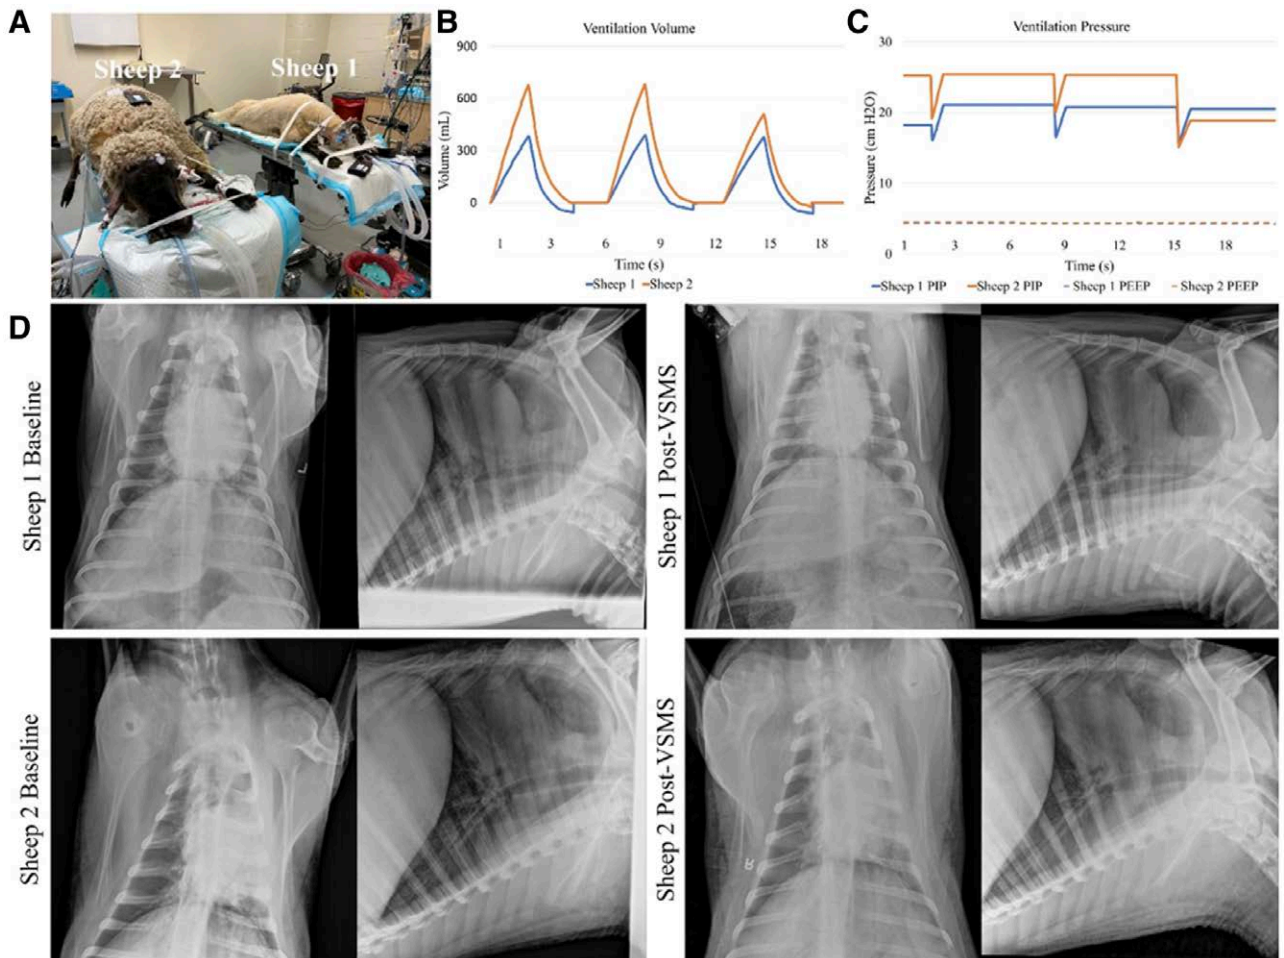 A
Sheep 2
Sheep 1
B
Ventilation Volume
900
600
300
0
Volume (mL)
1 3 6 9 12 15 18
Time (s)
Sheep 1 Sheep 2
C
Ventilation Pressure
30
20
10
0
Pressure (cm H2O)
1 3 6 9 12 15 18
Time (s)
Sheep 1 PIP Sheep 2 PIP Sheep 1 PEEP Sheep 2 PEEP
D
Sheep 1 Baseline
L
Sheep 1 Post-VSMS
Sheep 2 Baseline
Sheep 2 Post-VSMS
R